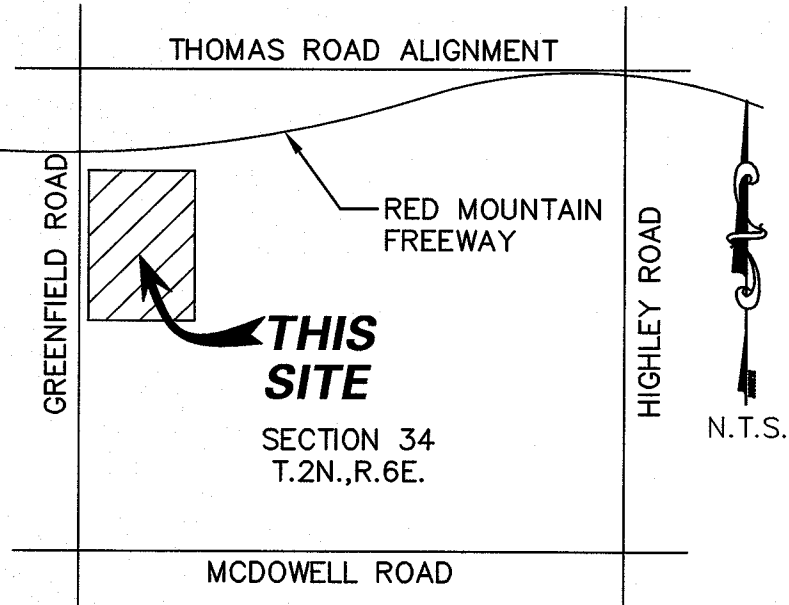 THOMAS ROAD ALIGNMENT
RED MOUNTAIN
FREEWAY
GREENFIELD ROAD
HIGHLEY ROAD
THIS
SITE
SECTION 34
T.2N.,R.6E.
N.T.S.
MCDOWELL ROAD